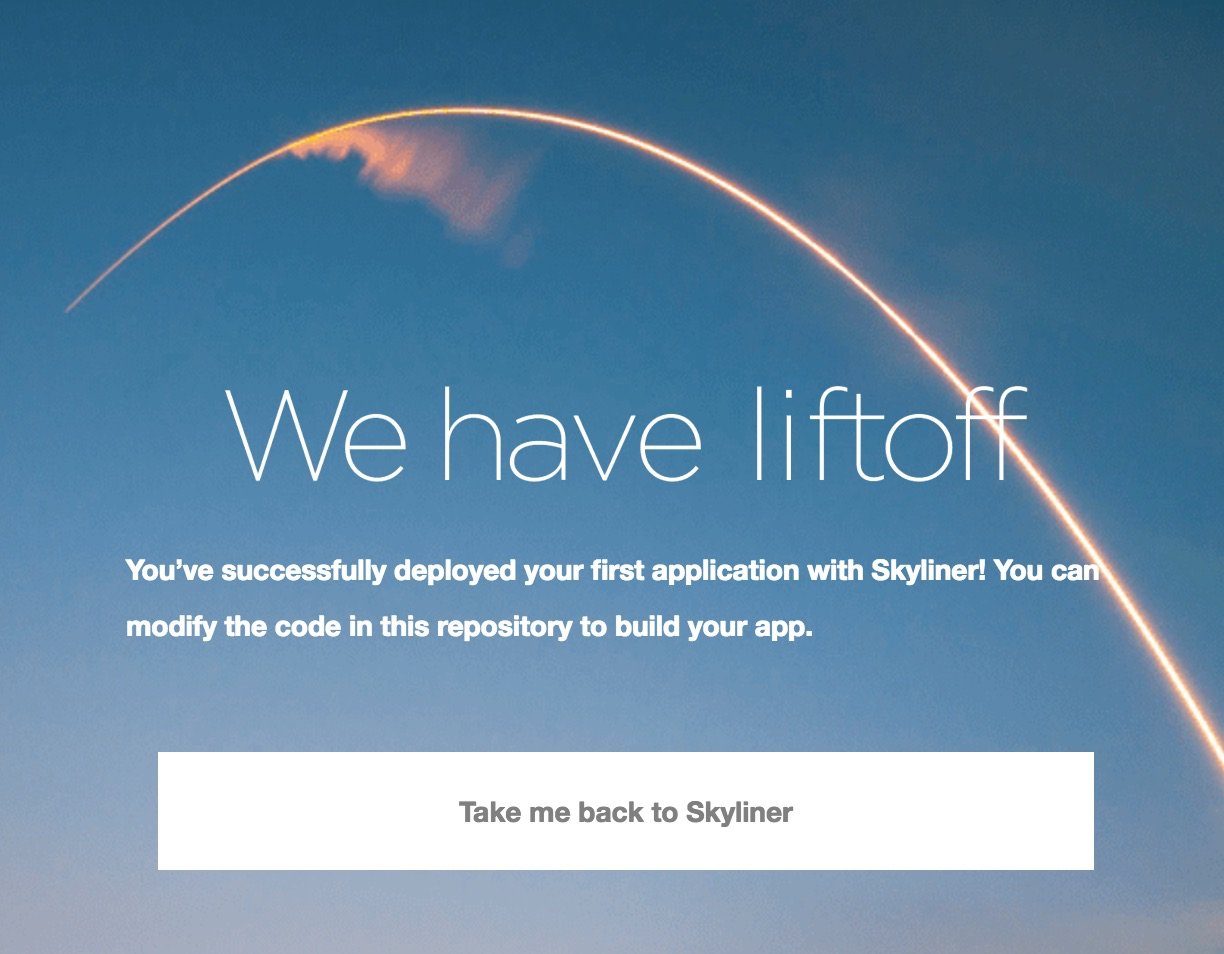 We have liftoff
You’ve successfully deployed your first application with Skyliner! You can
modify the code in this repository to build your app.
Take me back to Skyliner